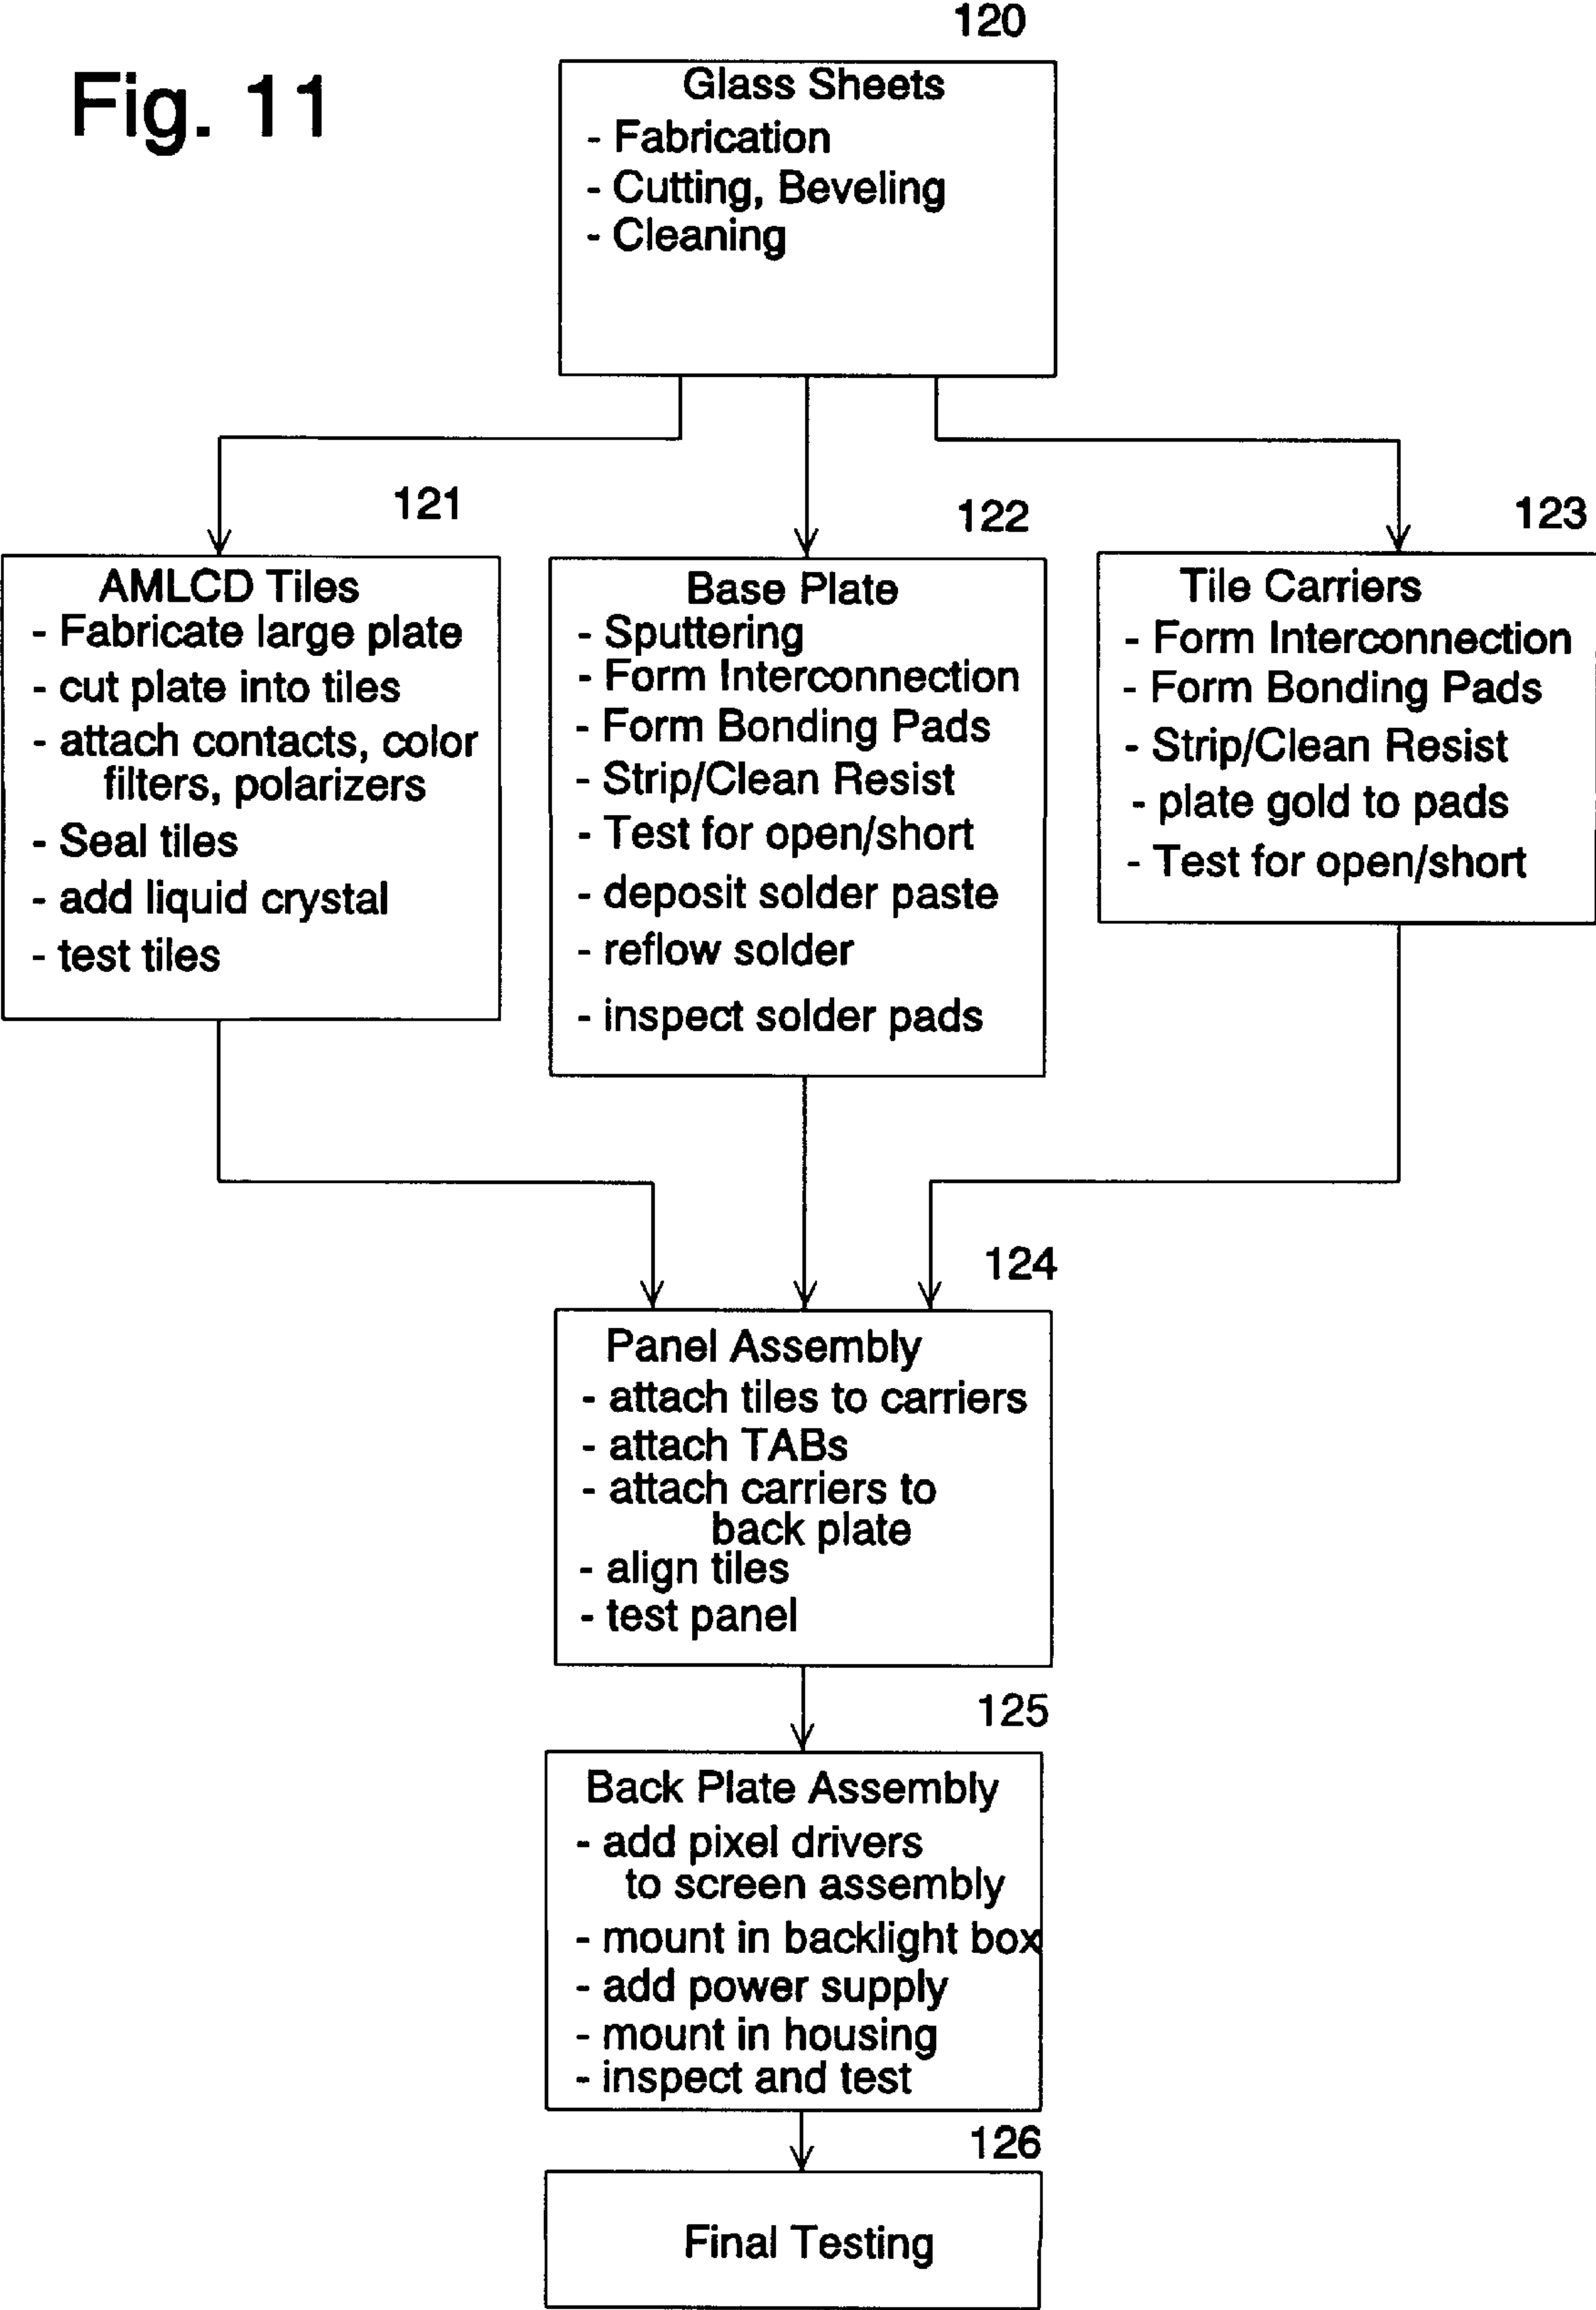 Fig. 11
120
Glass Sheets
- Fabrication
- Cutting, Beveling
- Cleaning
121
AMLCD Tiles
- Fabricate large plate
- cut plate into tiles
- attach contacts, color
filters, polarizers
- Seal tiles
- add liquid crystal
- test tiles
122
Base Plate
- Sputtering
- Form Interconnection
- Form Bonding Pads
- Strip/Clean Resist
- Test for open/short
- deposit solder paste
- reflow solder
- inspect solder pads
123
Tile Carriers
- Form Interconnection
- Form Bonding Pads
- Strip/Clean Resist
- plate gold to pads
- Test for open/short
124
Panel Assembly
- attach tiles to carriers
- attach TABs
- attach carriers to
back plate
- align tiles
- test panel
125
Back Plate Assembly
- add pixel drivers
to screen assembly
- mount in backlight box
- add power supply
- mount in housing
- inspect and test
126
Final Testing